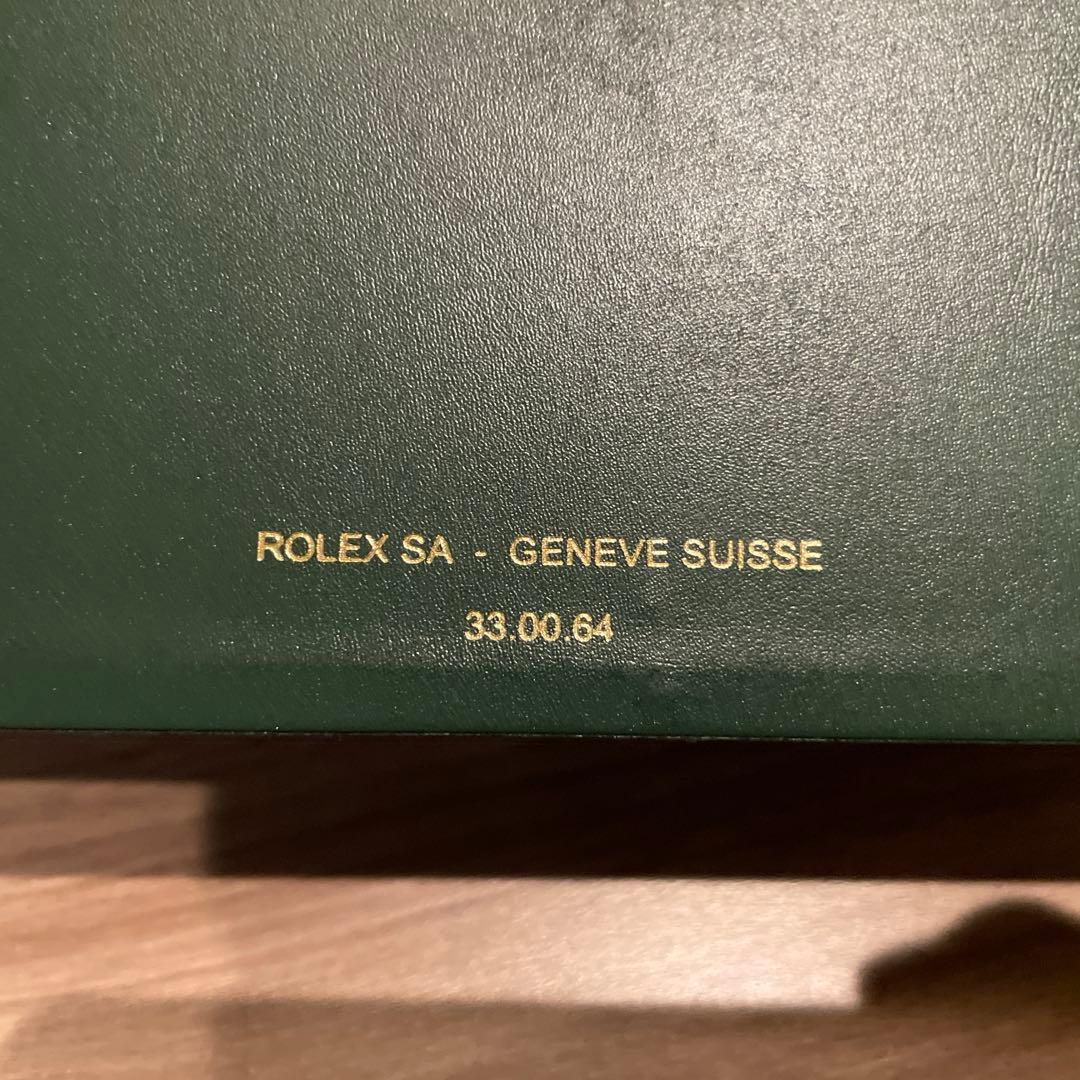 ROLEX SA - GENEVE SUISSE
33.00.64